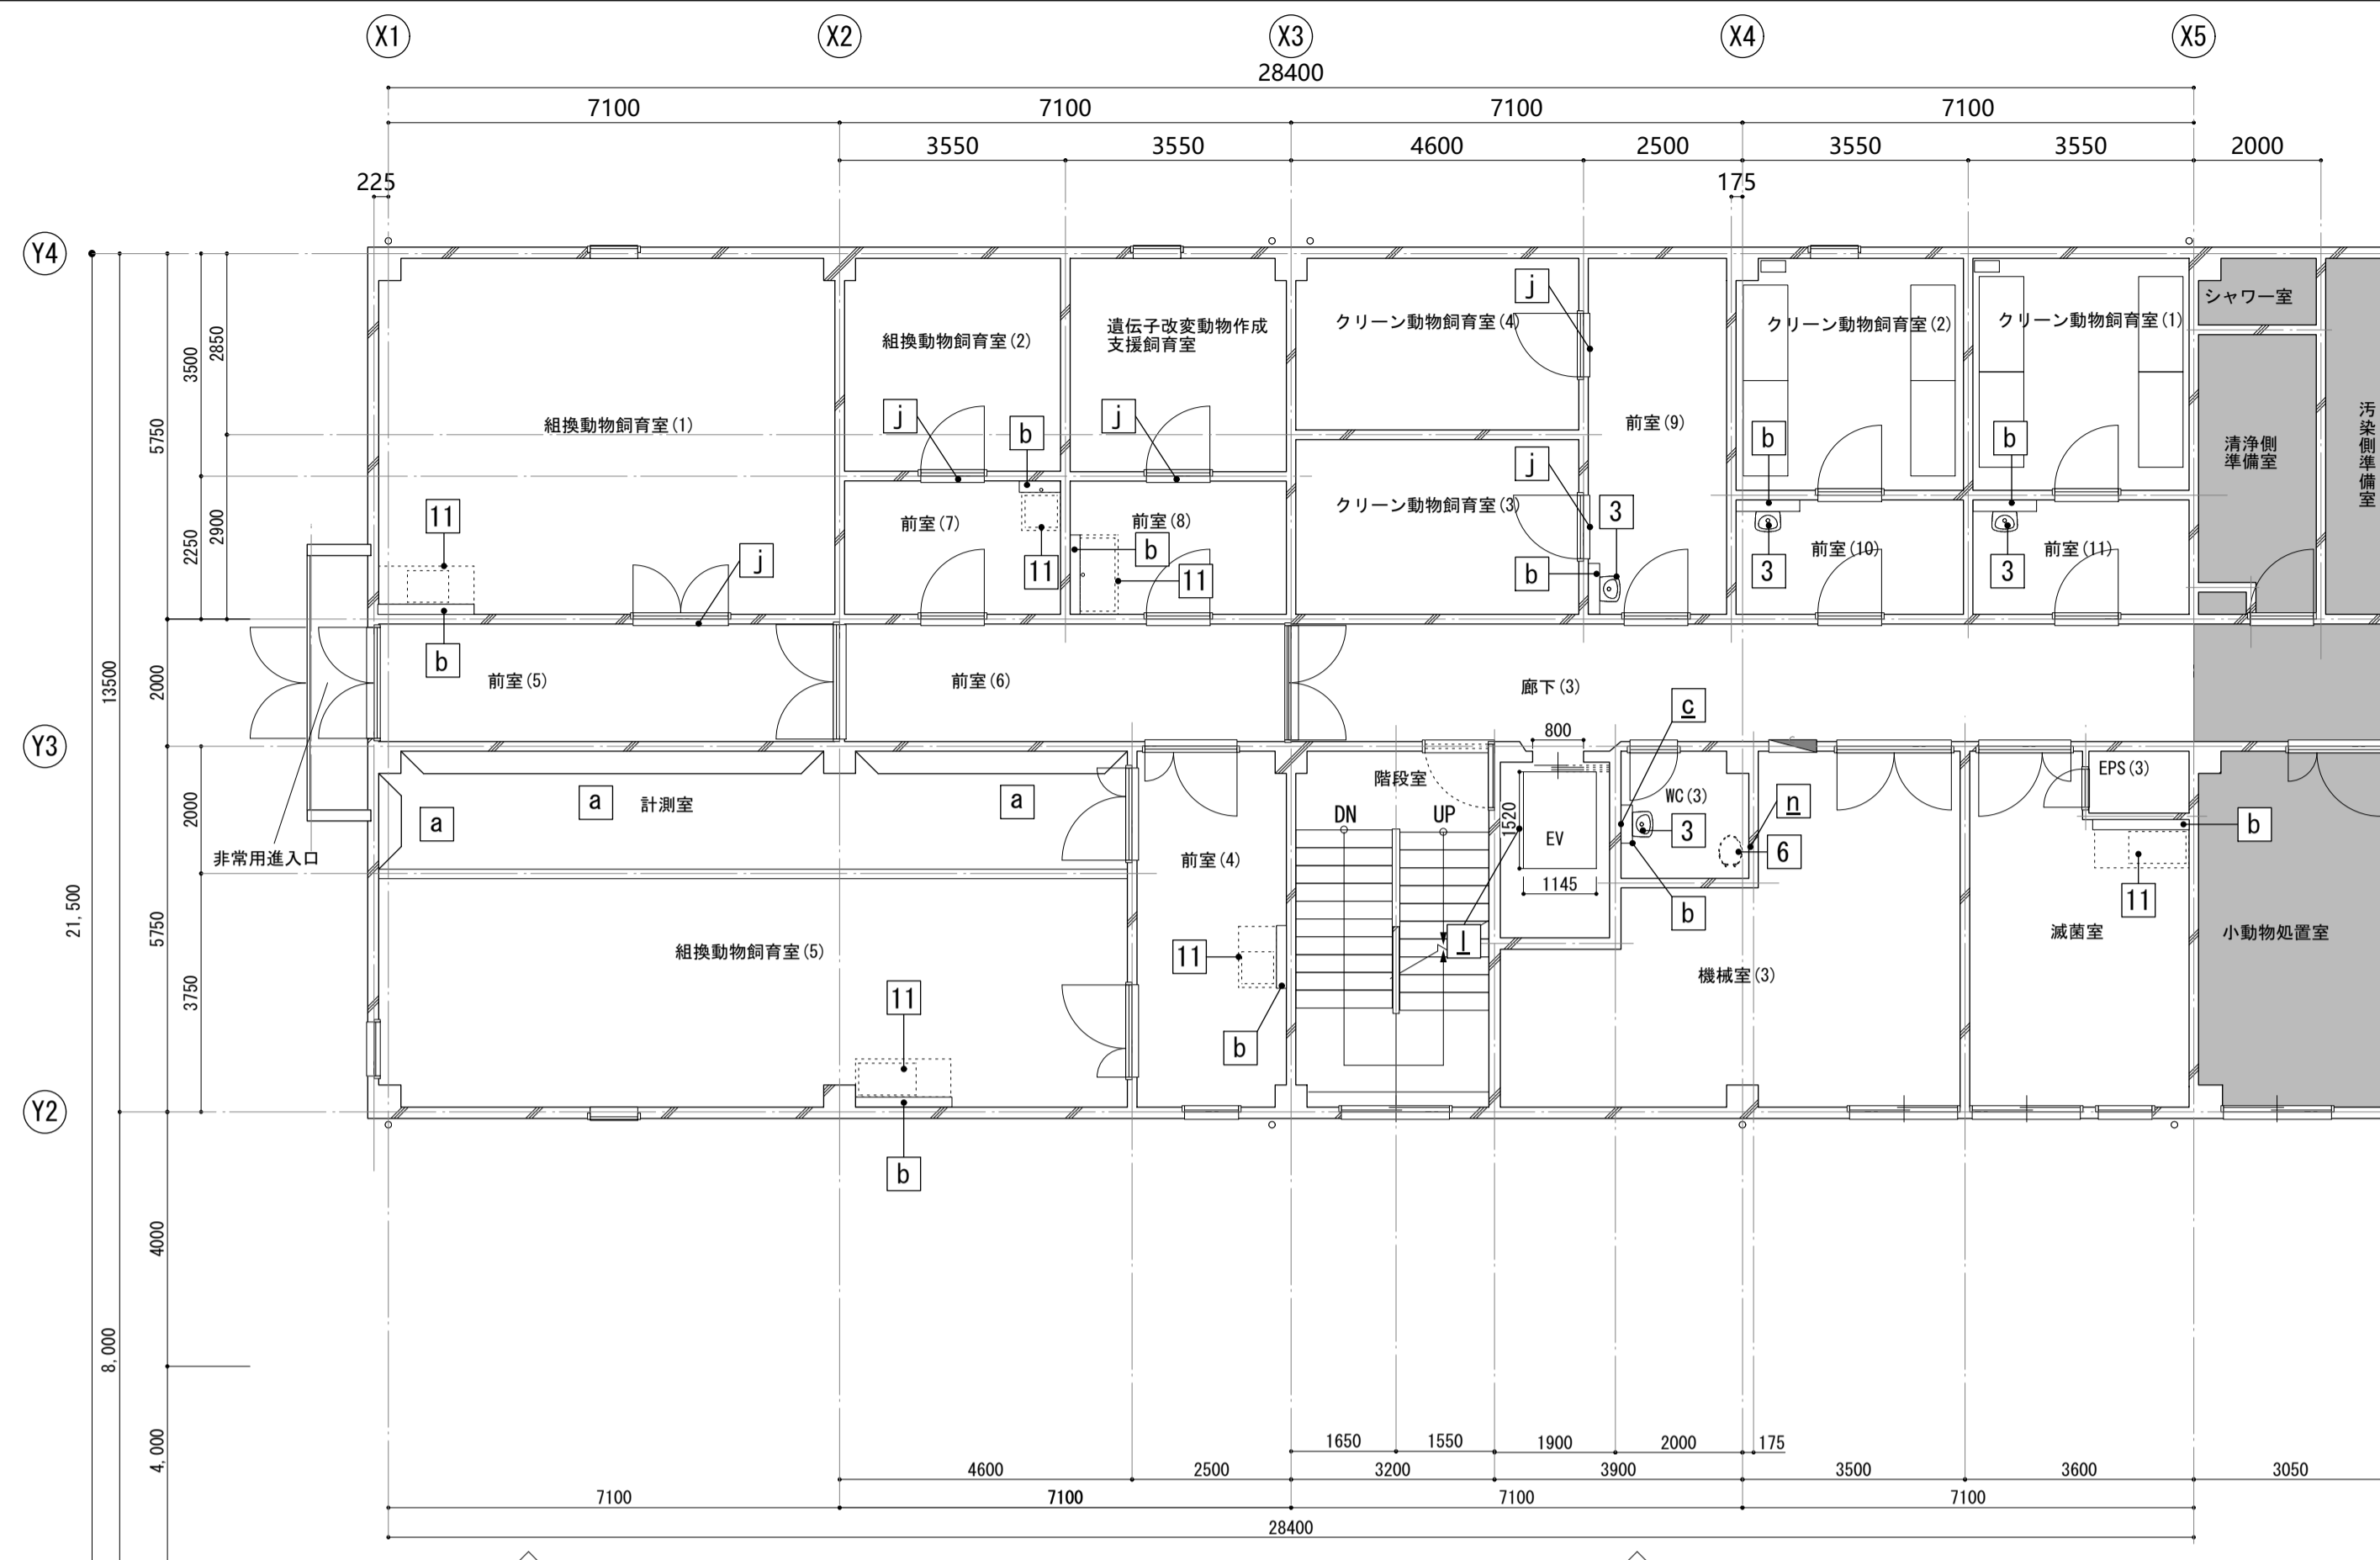 X1 X2 X3 X4 X5
28400
7100 7100 7100 7100
3550 3550 4600 2500 3550 3550 2000
225 175
Y4
Y3
Y2
21,500
13500
8,000
5750
2000
5750
4000
4,000
3500
2250
2000
3750
2850
2900
組換動物飼育室(1)
11
b
j
組換動物飼育室(2)
j
b
前室(7)
11
遺伝子改変動物作成
支援飼育室
j
前室(8)
b
11
クリーン動物飼育室(4)
j
クリーン動物飼育室(3)
j
3
b
前室(9)
クリーン動物飼育室(2)
b
3
前室(10)
クリーン動物飼育室(1)
b
3
前室(11)
シャワー室
清浄側
準備室
汚染側準備室
前室(5)
前室(6)
廊下(3)
非常用進入口
a
a
計測室
a
組換動物飼育室(5)
11
b
前室(4)
11
b
階段室
DN UP
l
800
1520
EV
1145
c
WC(3)
3
6
n
b
機械室(3)
EPS(3)
b
11
滅菌室
小動物処置室
1650 1550 1900 2000 175
4600 2500 3200 3900 3500 3600 3050
7100 7100 7100 7100
28400